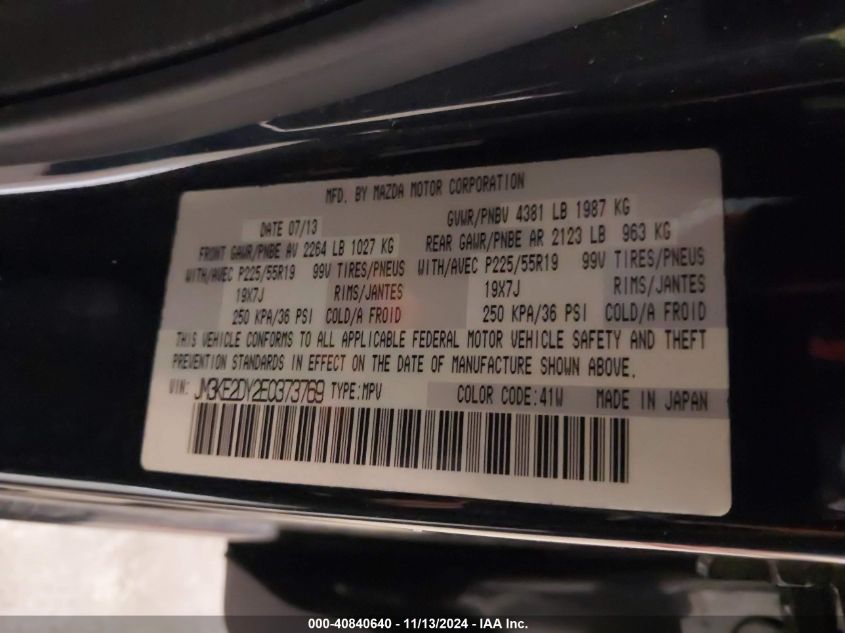 MFD. BY MAZDA MOTOR CORPORATION
DATE 07/13 GVWR/PNBV 4381 LB 1987 KG
FRONT GAWR/PNBE AV 2264 LB 1027 KG REAR GAWR/PNBE AR 2123 LB 963 KG
WITH/AVEC P225/55R19 99V TIRES/PNEUS WITH/AVEC P225/55R19 99V TIRES/PNEUS
19X7J RIMS/JANTES 19X7J RIMS/JANTES
250 KPA/36 PSI COLD/A FROID 250 KPA/36 PSI COLD/A FROID
THIS VEHICLE CONFORMS TO ALL APPLICABLE FEDERAL MOTOR VEHICLE SAFETY AND THEFT
PREVENTION STANDARDS IN EFFECT ON THE DATE OF MANUFACTURE SHOWN ABOVE.
VIN: JM3KE2DY2E0373769 TYPE:MPV COLOR CODE:41W MADE IN JAPAN
000-40840640 - 11/13/2024 - IAA Inc.